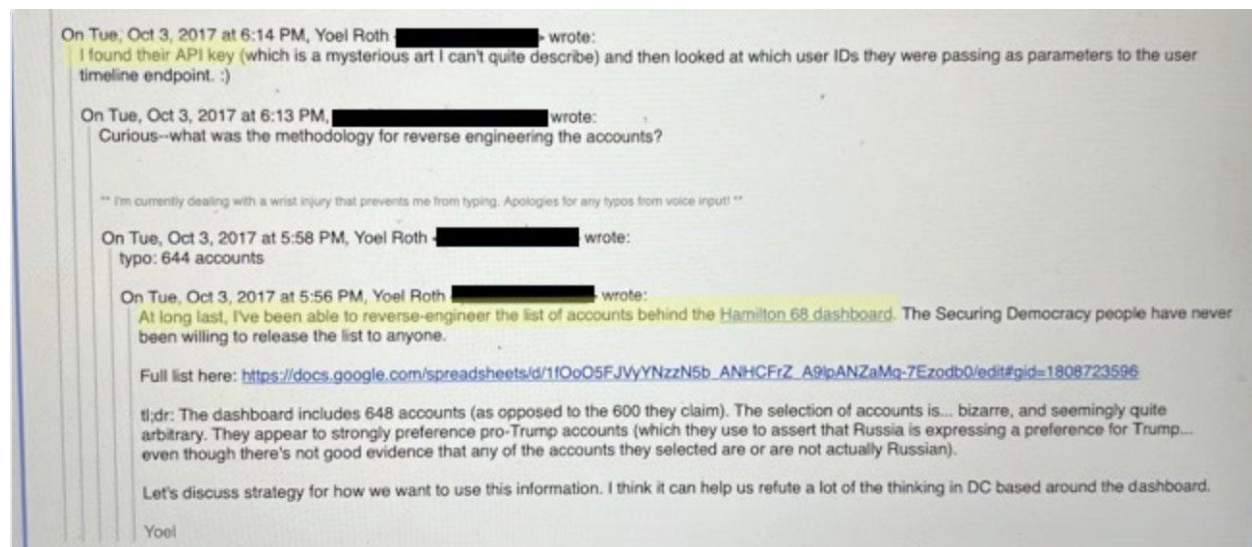 On Tue, Oct 3, 2017 at 6:14 PM, Yoel Roth wrote:
I found their API key (which is a mysterious art I can't quite describe) and then looked at which user IDs they were passing as parameters to the user
timeline endpoint. :)
On Tue, Oct 3, 2017 at 6:13 PM, wrote:
Curious--what was the methodology for reverse engineering the accounts?
** I'm currently dealing with a wrist injury that prevents me from typing. Apologies for any typos from voice input! **
On Tue, Oct 3, 2017 at 5:58 PM, Yoel Roth wrote:
typo: 644 accounts
On Tue, Oct 3, 2017 at 5:56 PM, Yoel Roth wrote:
At long last, I've been able to reverse-engineer the list of accounts behind the Hamilton 68 dashboard. The Securing Democracy people have never
been willing to release the list to anyone.
Full list here: https://docs.google.com/spreadsheets/d/1fOoO5FJVyYNzzN5b_ANHCFrZ_A9lpANZaMq-7Ezodb0/edit#gid=1808723596
tl;dr: The dashboard includes 648 accounts (as opposed to the 600 they claim). The selection of accounts is... bizarre, and seemingly quite
arbitrary. They appear to strongly preference pro-Trump accounts (which they use to assert that Russia is expressing a preference for Trump...
even though there's not good evidence that any of the accounts they selected are or are not actually Russian).
Let's discuss strategy for how we want to use this information. I think it can help us refute a lot of the thinking in DC based around the dashboard.
Yoel